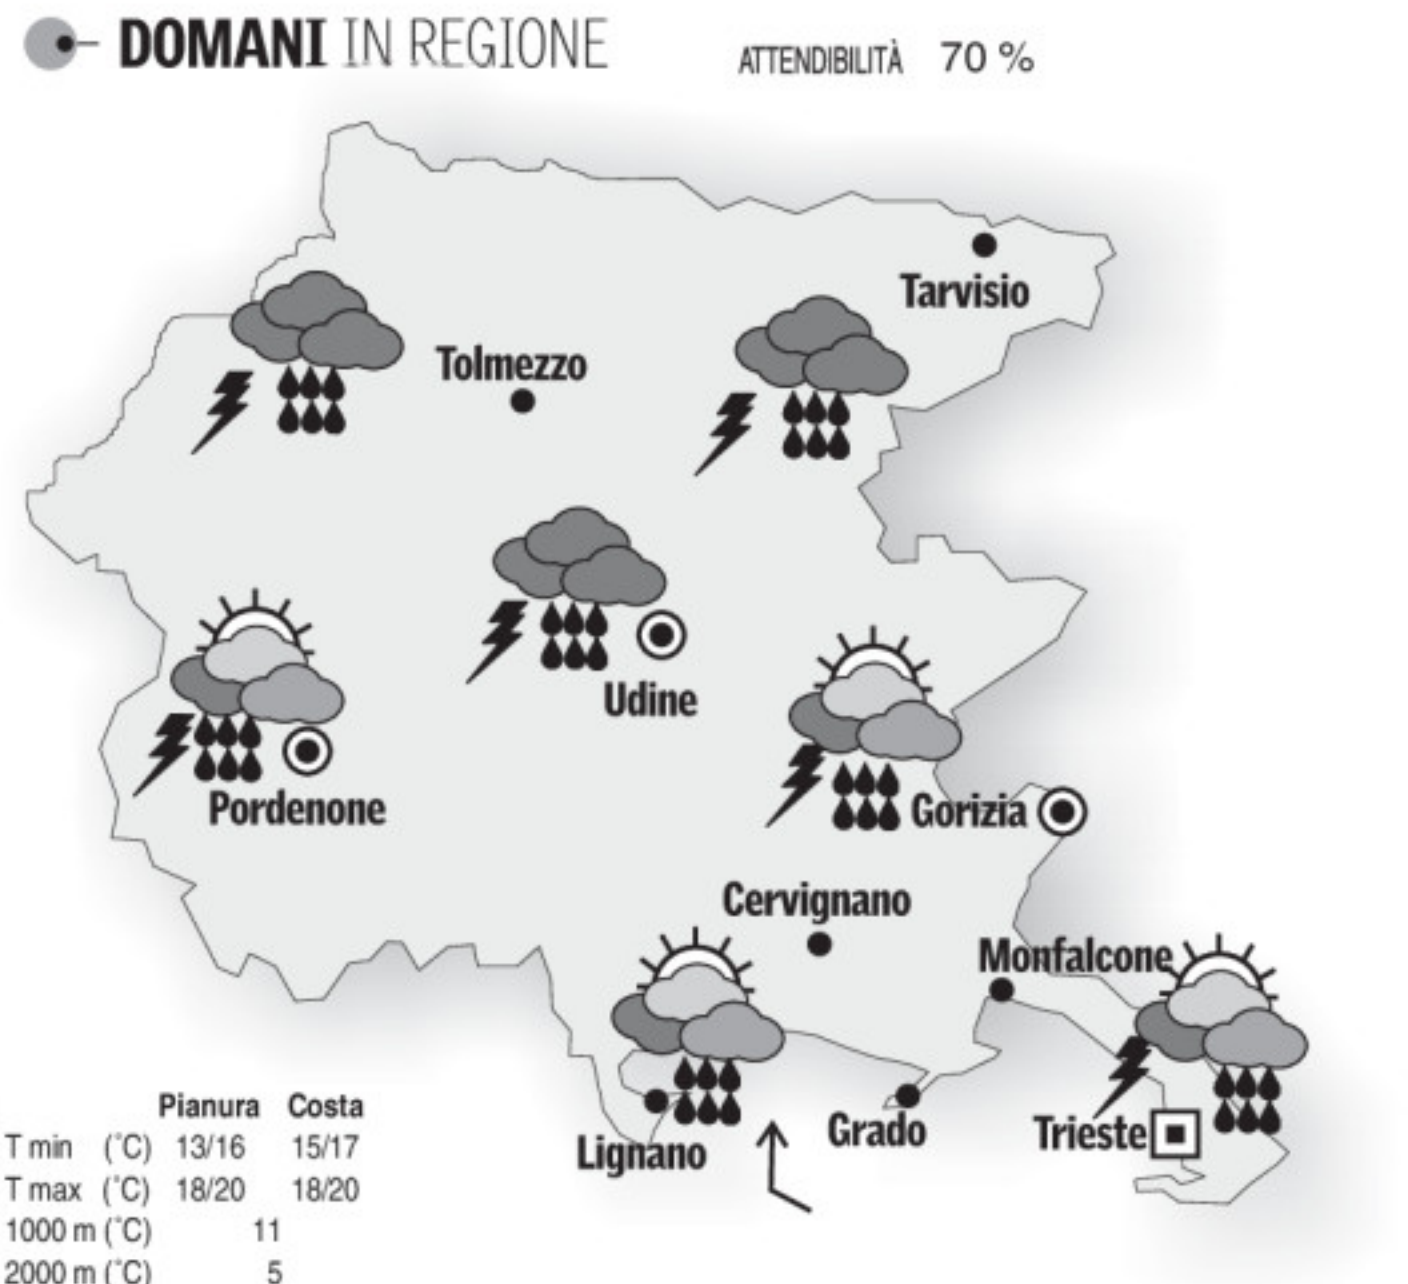 DOMANI IN REGIONE
ATTENDIBILITÀ 70 %
Tarvisio
Tolmezzo
Udine
Pordenone
Gorizia
Cervignano
Monfalcone
Lignano
Grado
Trieste
Pianura Costa
T min (°C) 13/16 15/17
T max (°C) 18/20 18/20
1000 m (°C) 11
2000 m (°C) 5